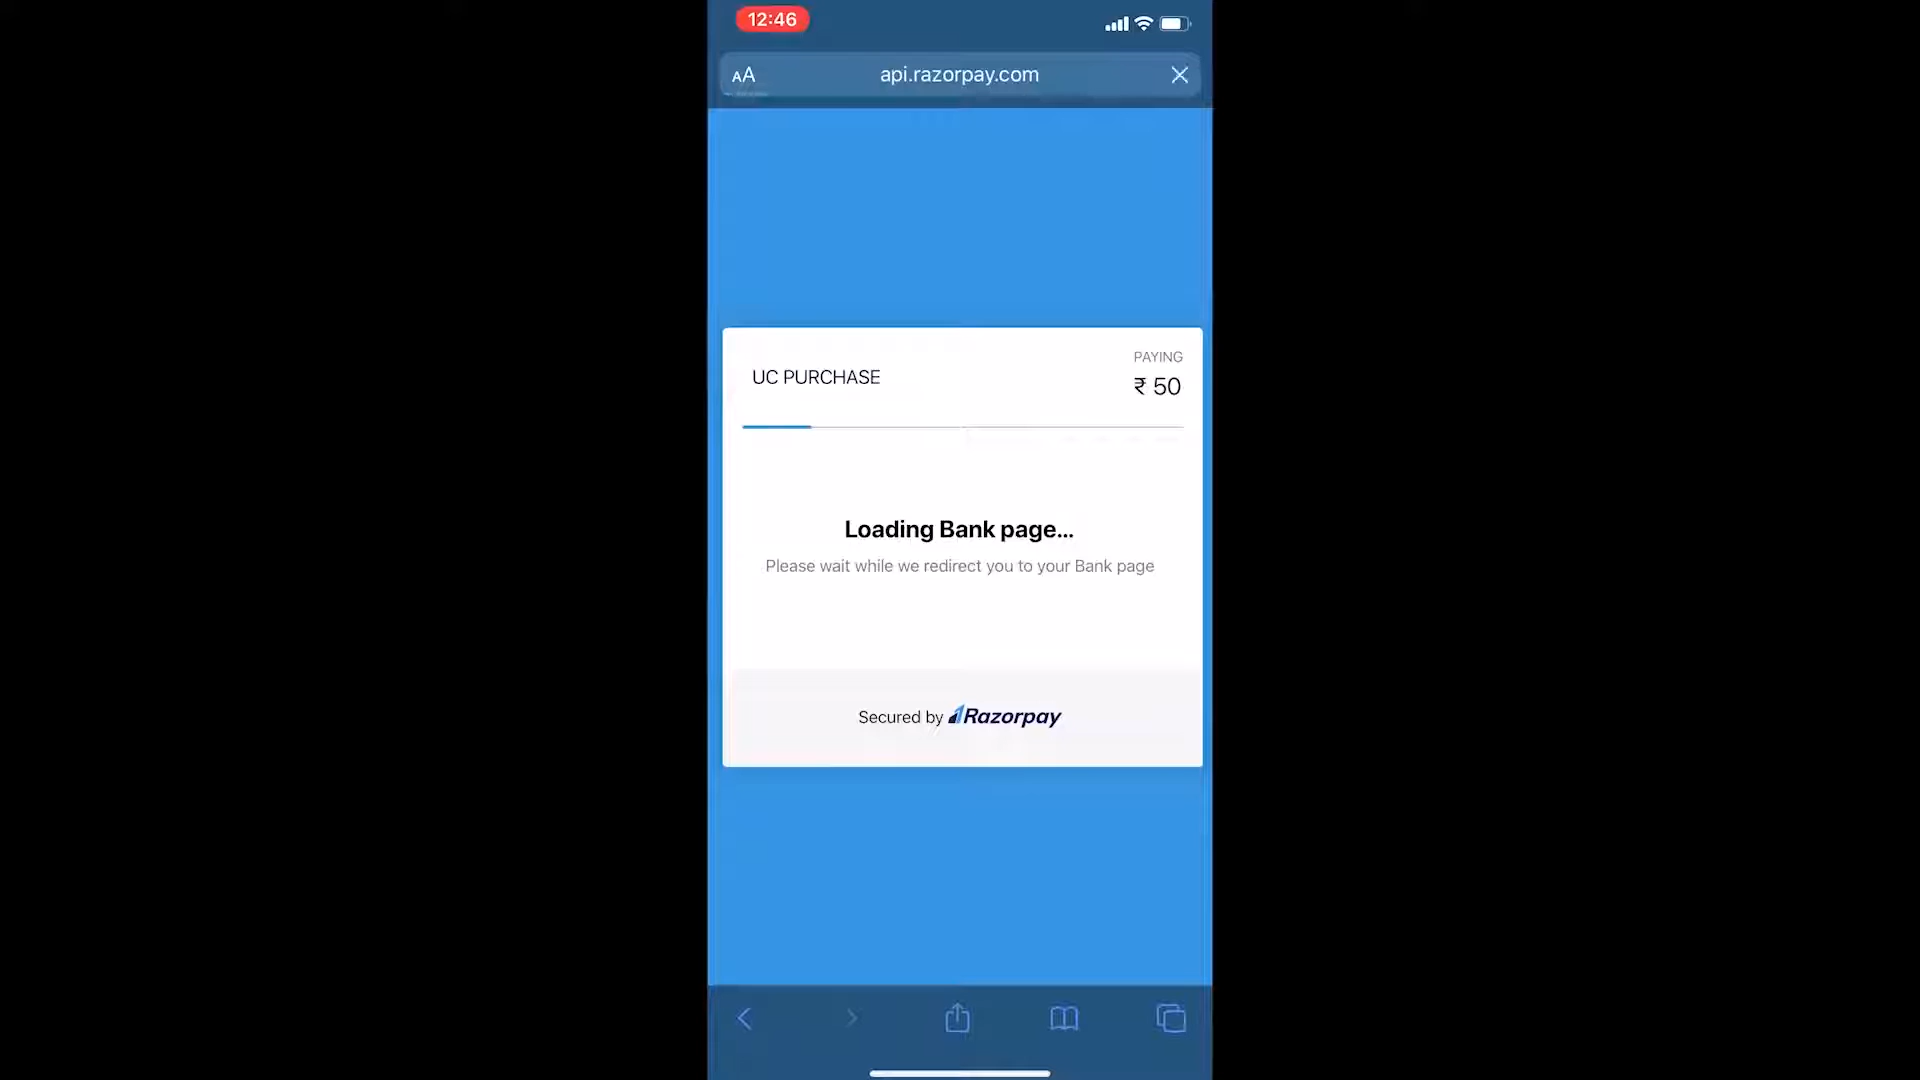 12:46
AA api.razorpay.com
PAYING
UC PURCHASE
₹ 50
Loading Bank page...
Please wait while we redirect you to your Bank page
Secured by Razorpay